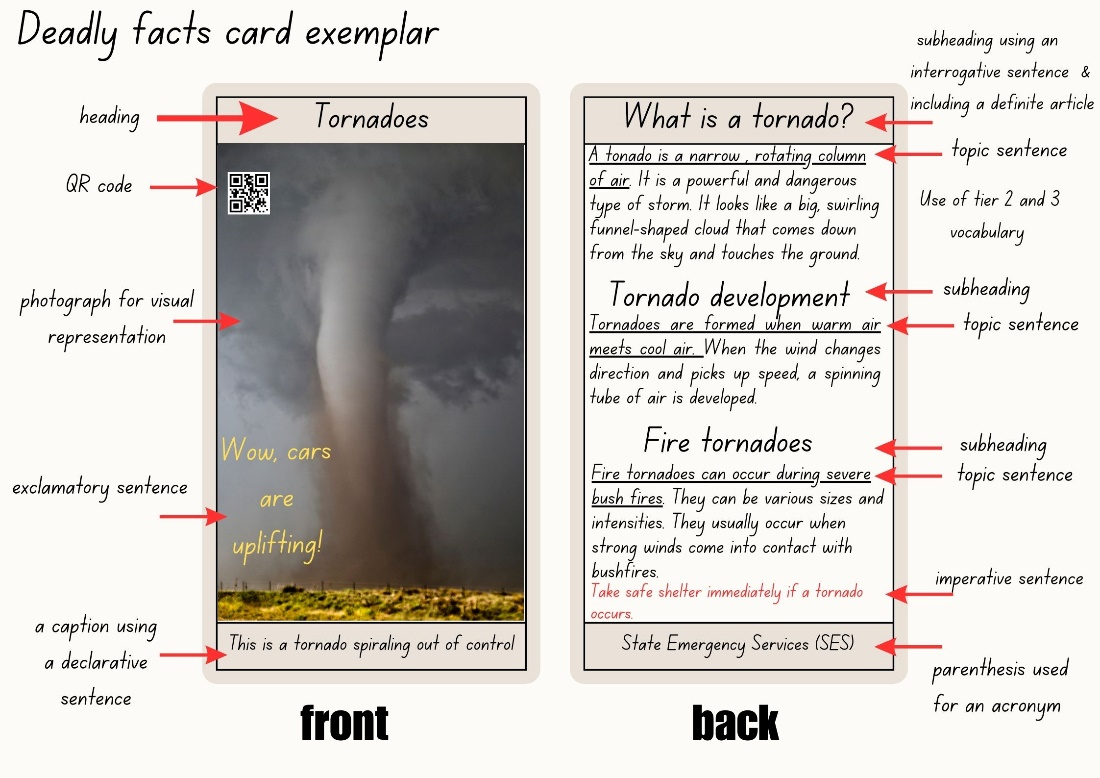 Deadly facts card exemplar
heading
QR code
photograph for visual
representation
exclamatory sentence
a caption using
a declarative
sentence
Tornadoes
Wow, cars
are
uplifting!
This is a tornado spiraling out of control
front
What is a tornado?
A tonado is a narrow , rotating column
of air. It is a powerful and dangerous
type of storm. It looks like a big, swirling
funnel-shaped cloud that comes down
from the sky and touches the ground.
Tornado development
Tornadoes are formed when warm air
meets cool air. When the wind changes
direction and picks up speed, a spinning
tube of air is developed.
Fire tornadoes
Fire tornadoes can occur during severe
bush fires. They can be various sizes and
intensities. They usually occur when
strong winds come into contact with
bushfires.
Take safe shelter immediately if a tornado
occurs.
State Emergency Services (SES)
back
subheading using an
interrogative sentence &
including a definite article
topic sentence
Use of tier 2 and 3
vocabulary
subheading
topic sentence
subheading
topic sentence
imperative sentence
parenthesis used
for an acronym